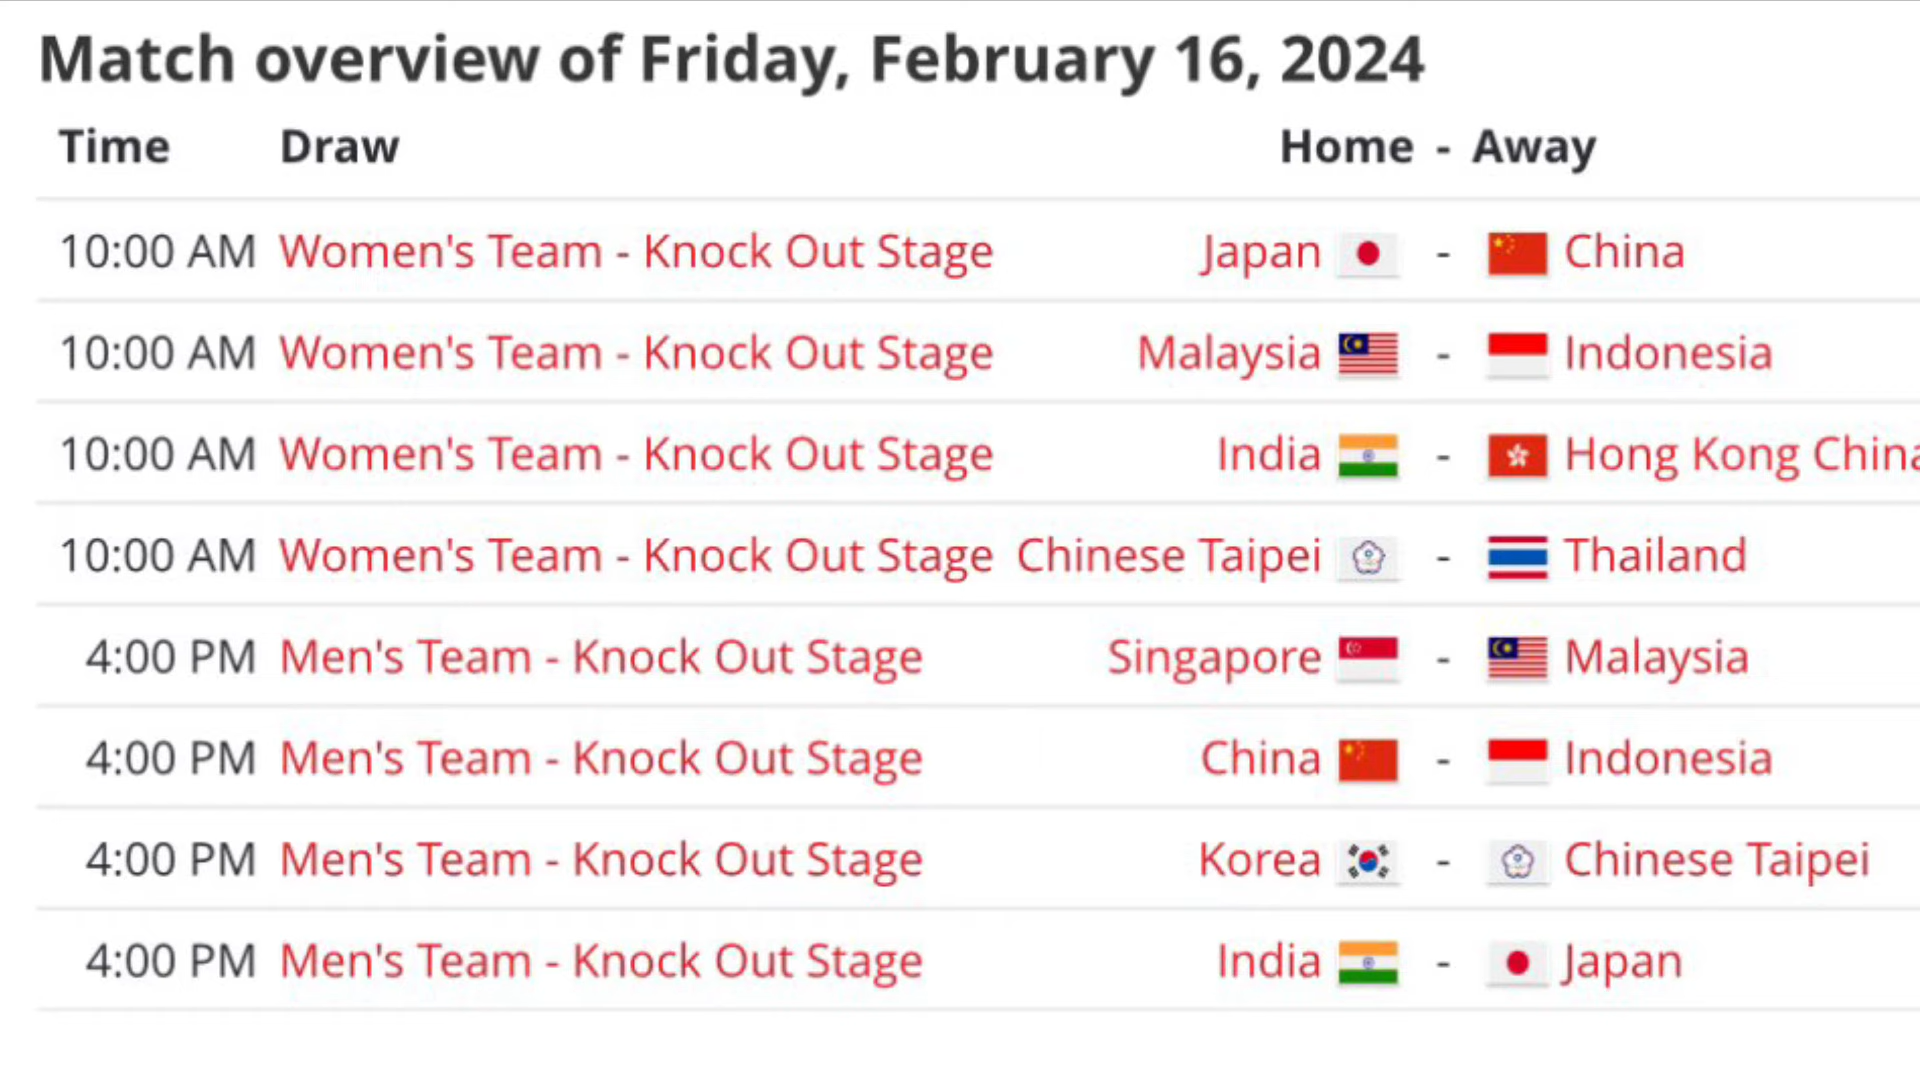 Match overview of Friday, February 16, 2024
Time Draw Home - Away
10:00 AM Women's Team - Knock Out Stage Japan - China
10:00 AM Women's Team - Knock Out Stage Malaysia - Indonesia
10:00 AM Women's Team - Knock Out Stage India - Hong Kong China
10:00 AM Women's Team - Knock Out Stage Chinese Taipei - Thailand
4:00 PM Men's Team - Knock Out Stage Singapore - Malaysia
4:00 PM Men's Team - Knock Out Stage China - Indonesia
4:00 PM Men's Team - Knock Out Stage Korea - Chinese Taipei
4:00 PM Men's Team - Knock Out Stage India - Japan